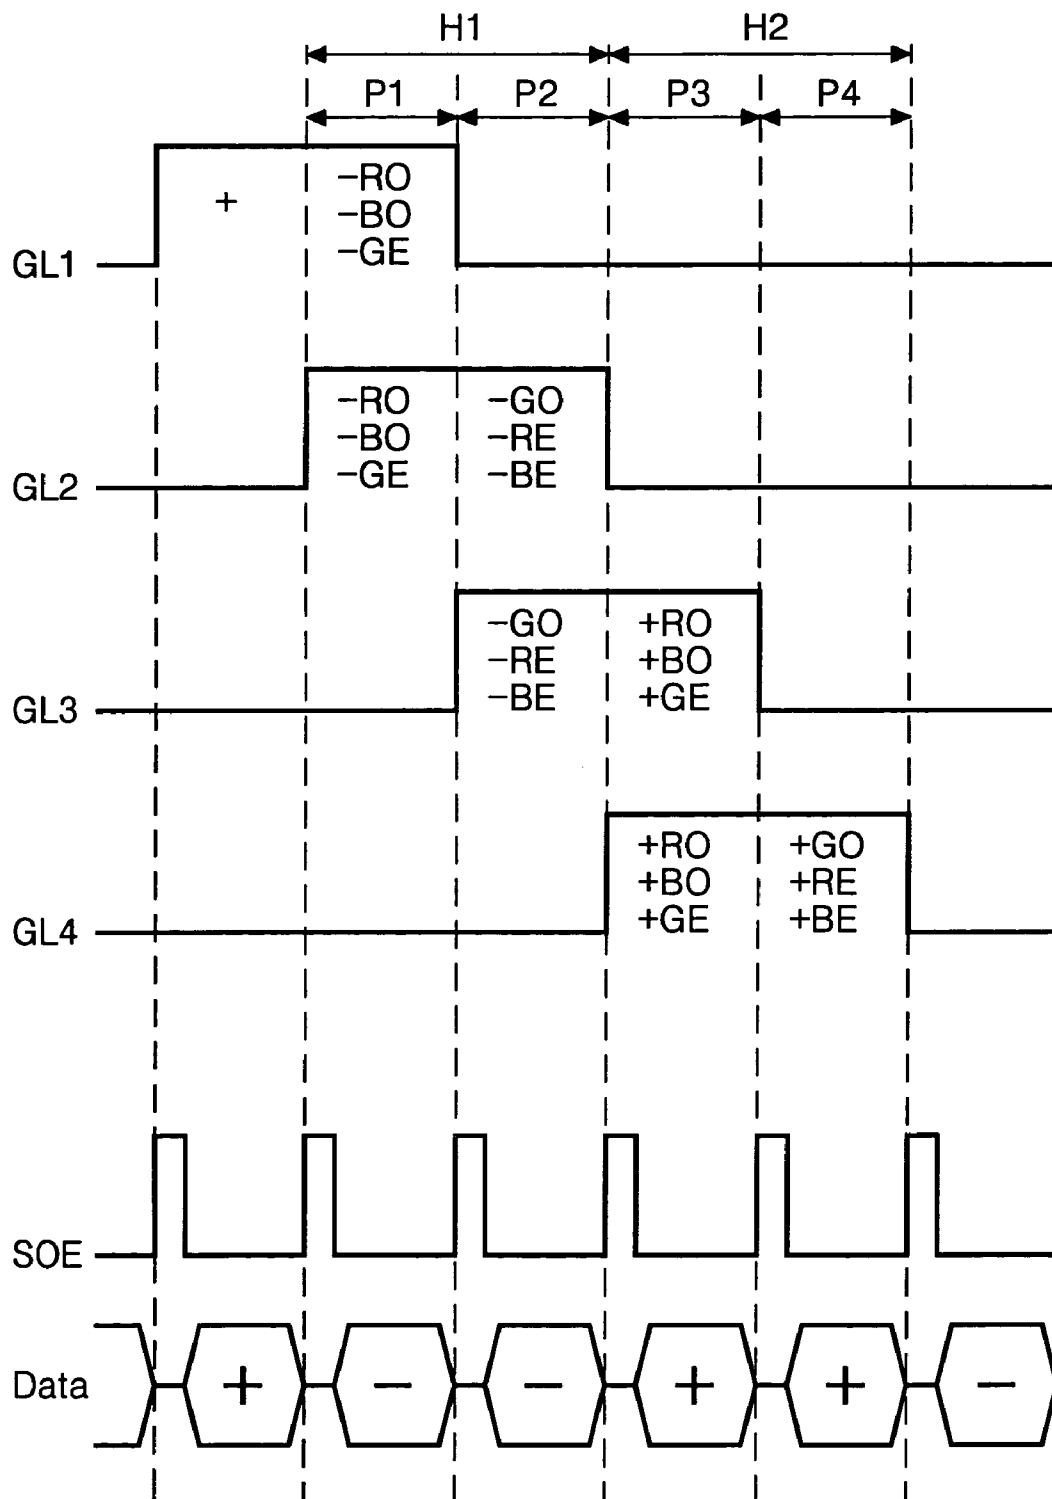 H1 H2
P1 P2 P3 P4
GL1
+
−RO
−BO
−GE
GL2
−RO
−BO
−GE
−GO
−RE
−BE
GL3
−GO
−RE
−BE
+RO
+BO
+GE
GL4
+RO
+BO
+GE
+GO
+RE
+BE
SOE
Data + − − + + −